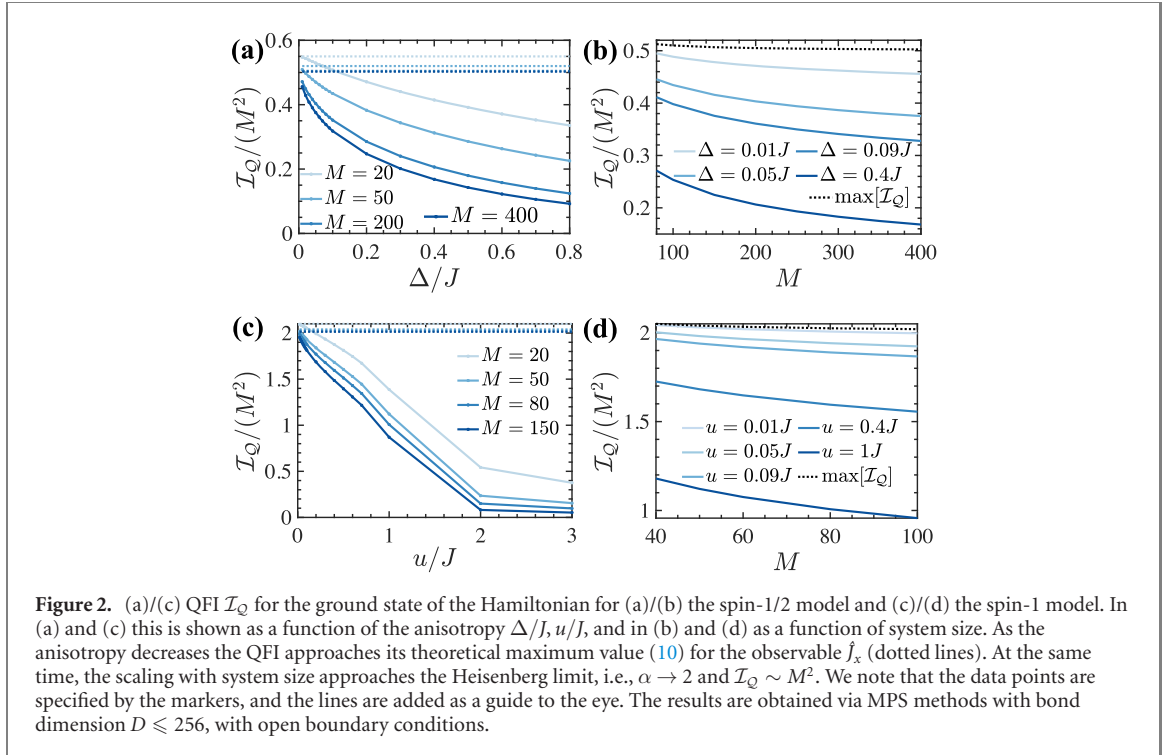 (a)
0.6
0.4
0.2
0
I_Q/(M²)
M = 20
M = 50
M = 200
M = 400
0 0.2 0.4 0.6 0.8
Δ/J
(b)
0.5
0.4
0.3
0.2
I_Q/(M²)
Δ = 0.01J Δ = 0.09J
Δ = 0.05J Δ = 0.4J
max[I_Q]
100 200 300 400
M
(c)
2
1.5
1
0.5
0
I_Q/(M²)
M = 20
M = 50
M = 80
M = 150
0 1 2 3
u/J
(d)
2
1.5
1
I_Q/(M²)
u = 0.01J u = 0.4J
u = 0.05J u = 1J
u = 0.09J max[I_Q]
40 60 80 100
M
Figure 2. (a)/(c) QFI I_Q for the ground state of the Hamiltonian for (a)/(b) the spin-1/2 model and (c)/(d) the spin-1 model. In
(a) and (c) this is shown as a function of the anisotropy Δ/J, u/J, and in (b) and (d) as a function of system size. As the
anisotropy decreases the QFI approaches its theoretical maximum value (10) for the observable Ĵ_x (dotted lines). At the same
time, the scaling with system size approaches the Heisenberg limit, i.e., α → 2 and I_Q ∼ M². We note that the data points are
specified by the markers, and the lines are added as a guide to the eye. The results are obtained via MPS methods with bond
dimension D ⩽ 256, with open boundary conditions.